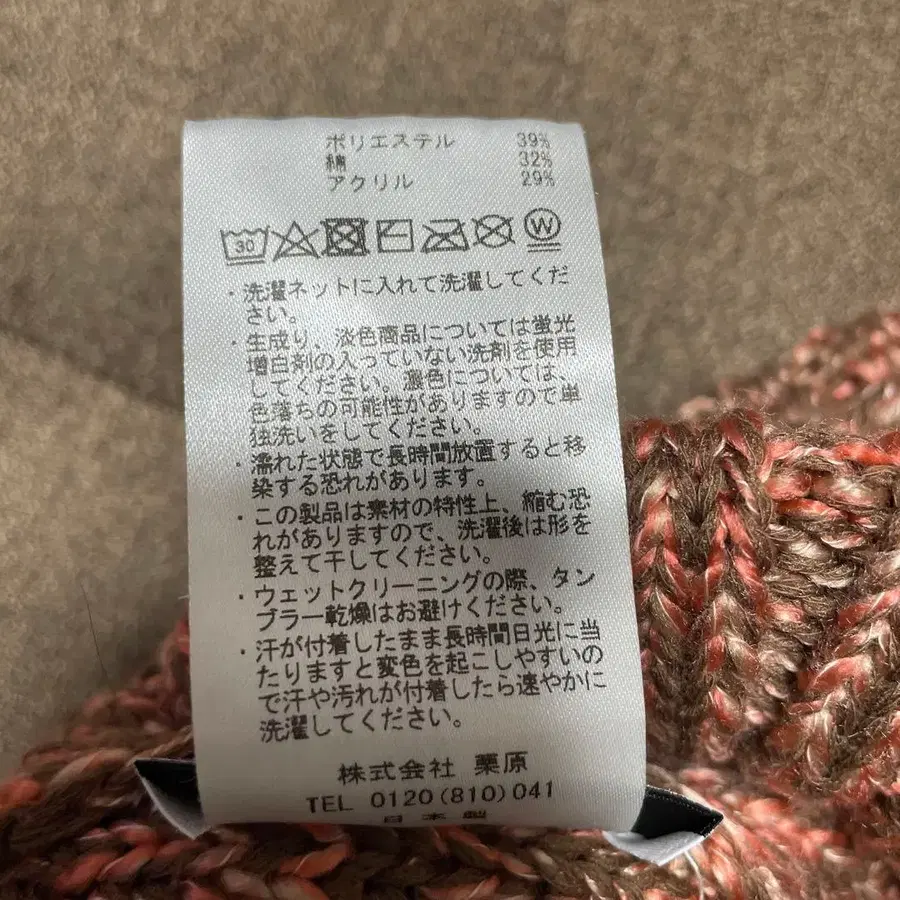 ポリエステル 39%
綿 32%
アクリル 29%
30 W
・洗濯ネットに入れて洗濯してくだ
さい。
・生成り、淡色商品については蛍光
増白剤の入っていない洗剤を使用
してください。濃色については、
色落ちの可能性がありますので単
独洗いをしてください。
・濡れた状態で長時間放置すると移
染する恐れがあります。
・この製品は素材の特性上、縮む恐
れがありますので、洗濯後は形を
整えて干してください。
・ウェットクリーニングの際、タン
ブラー乾燥はお避けください。
・汗が付着したまま長時間日光に当
たりますと変色を起こしやすいの
で汗や汚れが付着したら速やかに
洗濯してください。
株式会社 栗原
TEL 0120(810)041
日本製